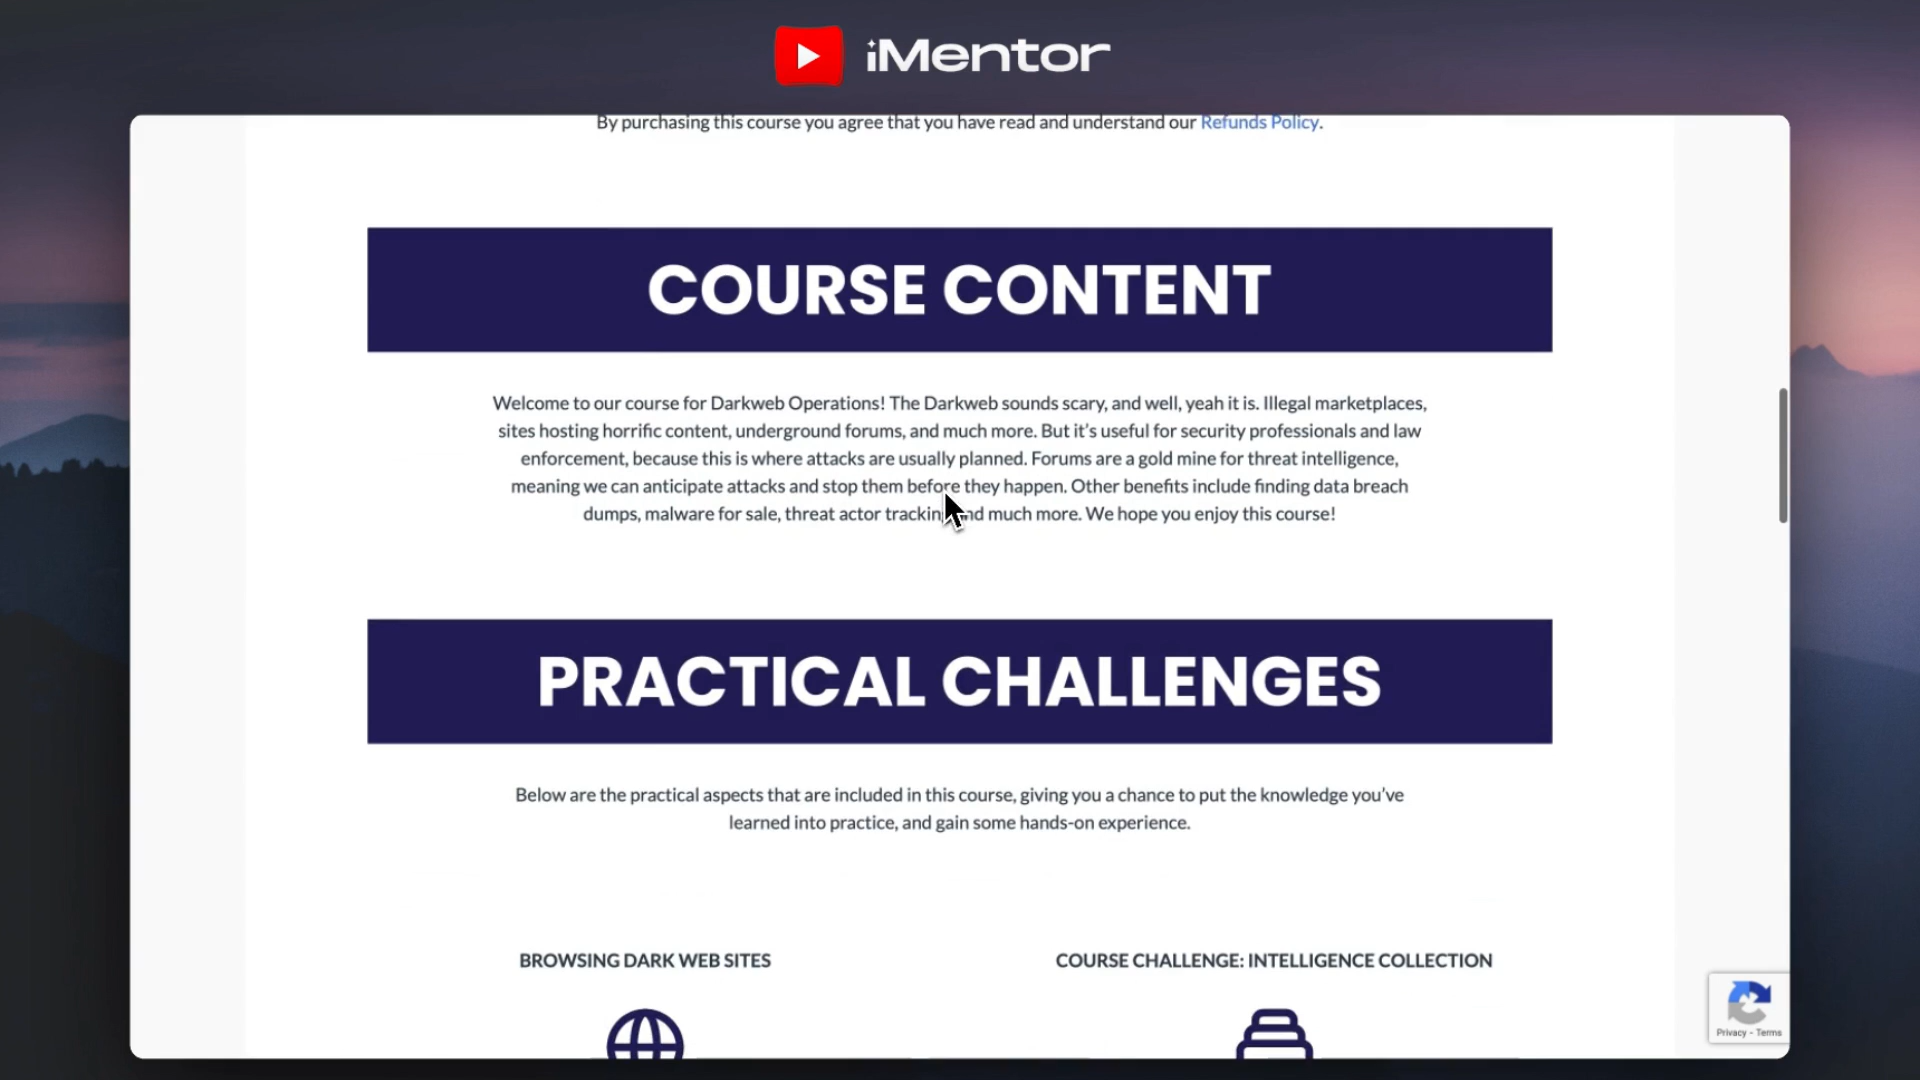 iMentor
By purchasing this course you agree that you have read and understand our Refunds Policy.
COURSE CONTENT
Welcome to our course for Darkweb Operations! The Darkweb sounds scary, and well, yeah it is. Illegal marketplaces,
sites hosting horrific content, underground forums, and much more. But it's useful for security professionals and law
enforcement, because this is where attacks are usually planned. Forums are a gold mine for threat intelligence,
meaning we can anticipate attacks and stop them before they happen. Other benefits include finding data breach
dumps, malware for sale, threat actor tracking and much more. We hope you enjoy this course!
PRACTICAL CHALLENGES
Below are the practical aspects that are included in this course, giving you a chance to put the knowledge you've
learned into practice, and gain some hands-on experience.
BROWSING DARK WEB SITES
COURSE CHALLENGE: INTELLIGENCE COLLECTION
Privacy - Terms